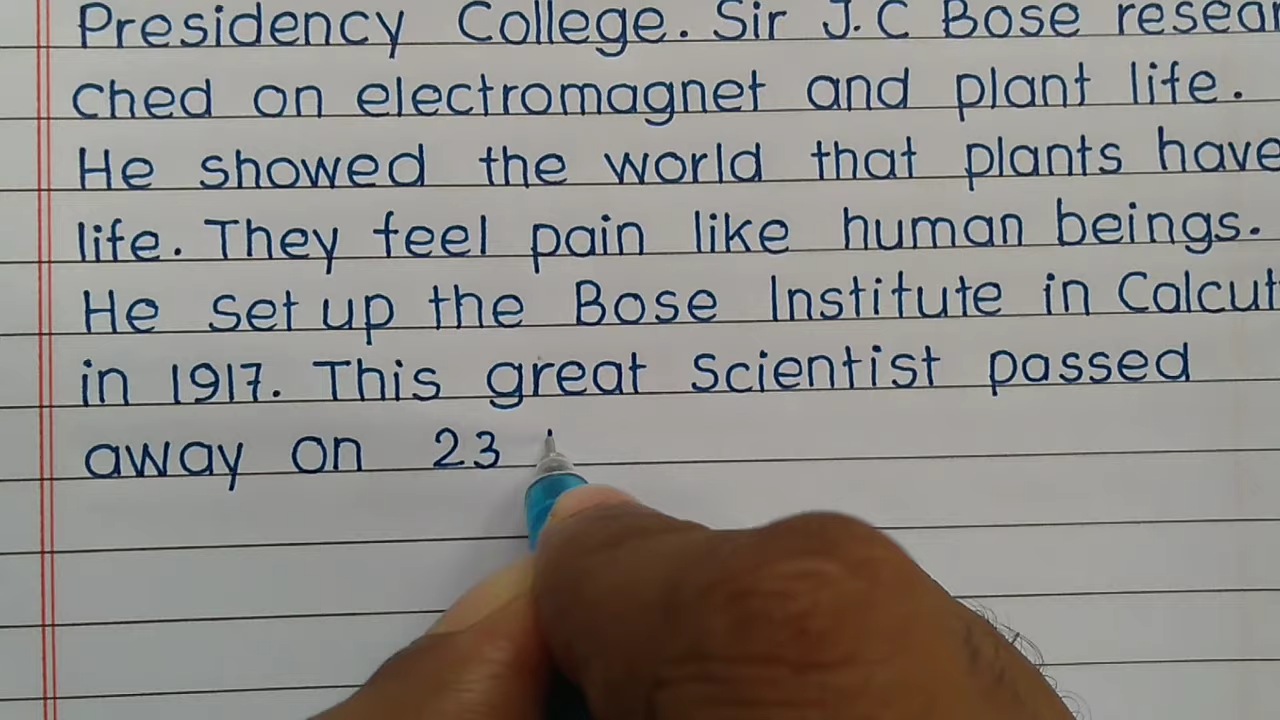 Presidency College. Sir J.C Bose resear
ched on electromagnet and plant life.
He showed the world that plants have
life. They feel pain like human beings.
He set up the Bose Institute in Calcut
in 1917. This great scientist passed
away on 23